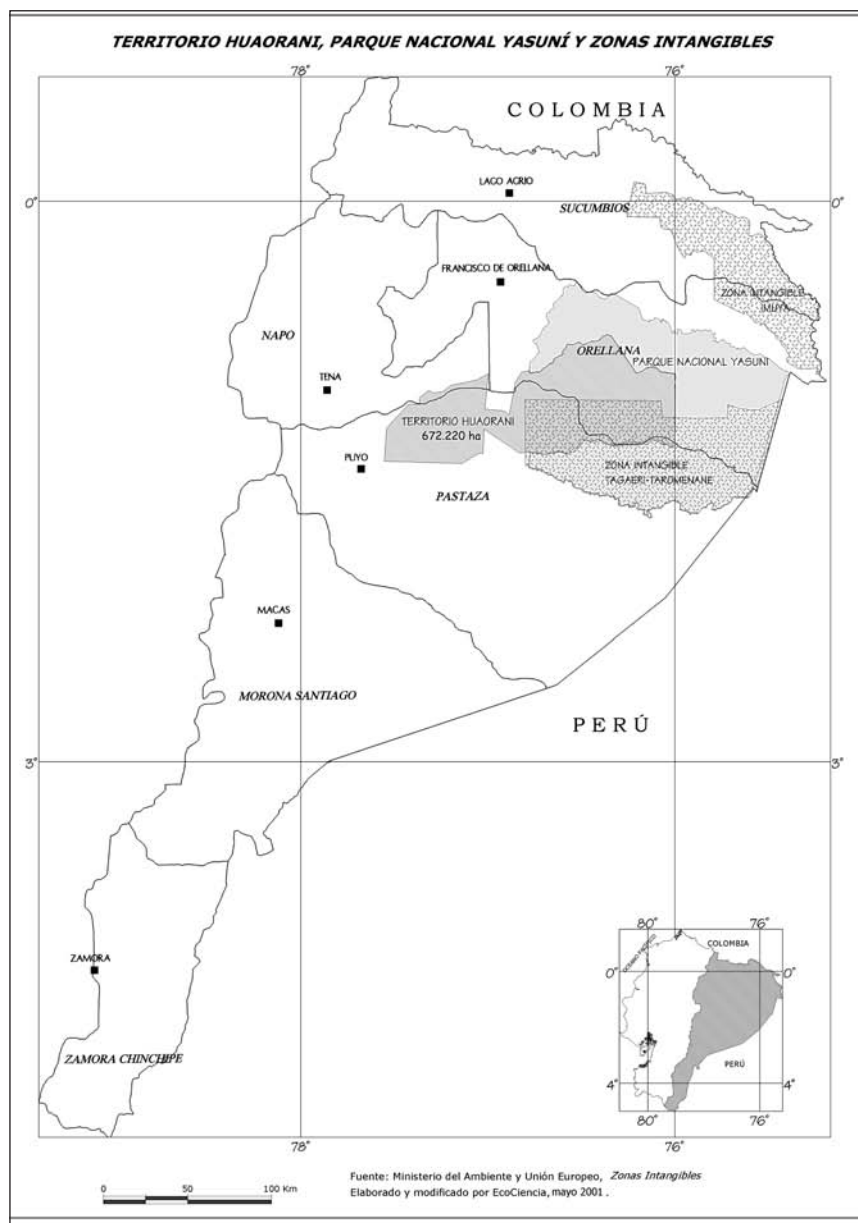 TERRITORIO HUAORANI, PARQUE NACIONAL YASUNÍ Y ZONAS INTANGIBLES
78° 76°
COLOMBIA
LAGO AGRIO
0° 0°
SUCUMBIOS
FRANCISCO DE ORELLANA
ZONA INTANGIBLE
IMUYA
NAPO
ORELLANA
PARQUE NACIONAL YASUNI
TENA
TERRITORIO HUAORANI
672.220 ha
PUYO
ZONA INTANGIBLE
TAGAERI-TAROMENANE
PASTAZA
MACAS
MORONA SANTIAGO
PERÚ
3° 3°
ZAMORA
ZAMORA CHINCHIPE
80° 76°
COLOMBIA
OCEANO PACIFICO
0° 0°
PERÚ
4° 4°
80° 76°
78° 76°
0 50 100 Km
Fuente: Ministerio del Ambiente y Unión Europeo, Zonas Intangibles
Elaborado y modificado por EcoCiencia, mayo 2001 .